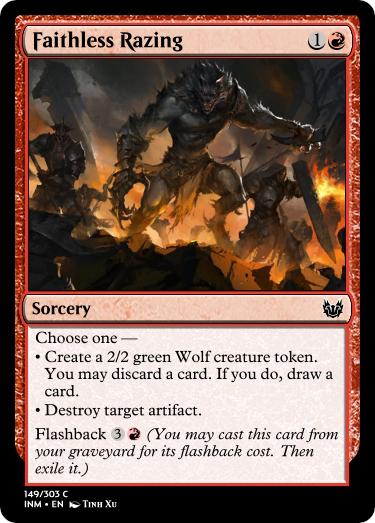 Faithless Razing 1
Sorcery
Choose one —
• Create a 2/2 green Wolf creature token.
You may discard a card. If you do, draw a
card.
• Destroy target artifact.
Flashback 3 (You may cast this card from
your graveyard for its flashback cost. Then
exile it.)
149/303 C
INM • EN Tinh Xu